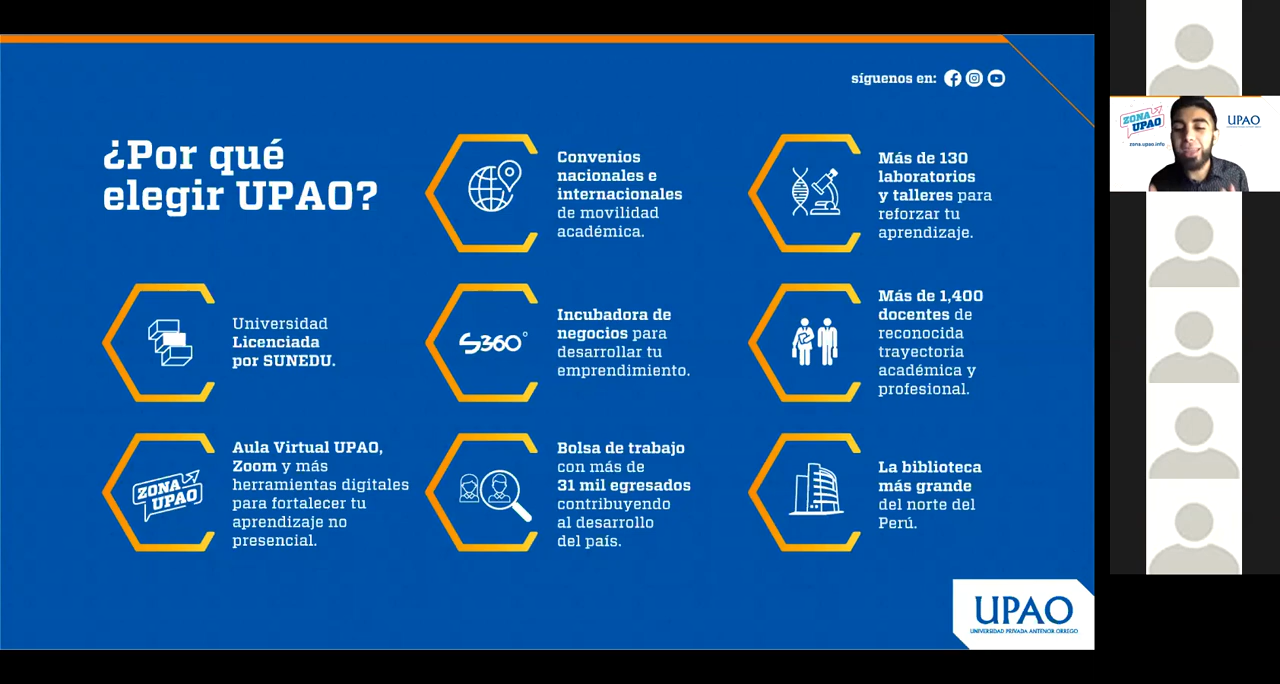 síguenos en:
¿Por qué
elegir UPAO?
Universidad
Licenciada
por SUNEDU.
ZONA
UPAO
Aula Virtual UPAO,
Zoom y más
herramientas digitales
para fortalecer tu
aprendizaje no
presencial.
Convenios
nacionales e
internacionales
de movilidad
académica.
S360°
Incubadora de
negocios para
desarrollar tu
emprendimiento.
Bolsa de trabajo
con más de
31 mil egresados
contribuyendo
al desarrollo
del país.
Más de 130
laboratorios
y talleres para
reforzar tu
aprendizaje.
Más de 1,400
docentes de
reconocida
trayectoria
académica y
profesional.
La biblioteca
más grande
del norte del
Perú.
UPAO
UNIVERSIDAD PRIVADA ANTENOR ORREGO
ZONA
UPAO
zona.upao.info
UPAO